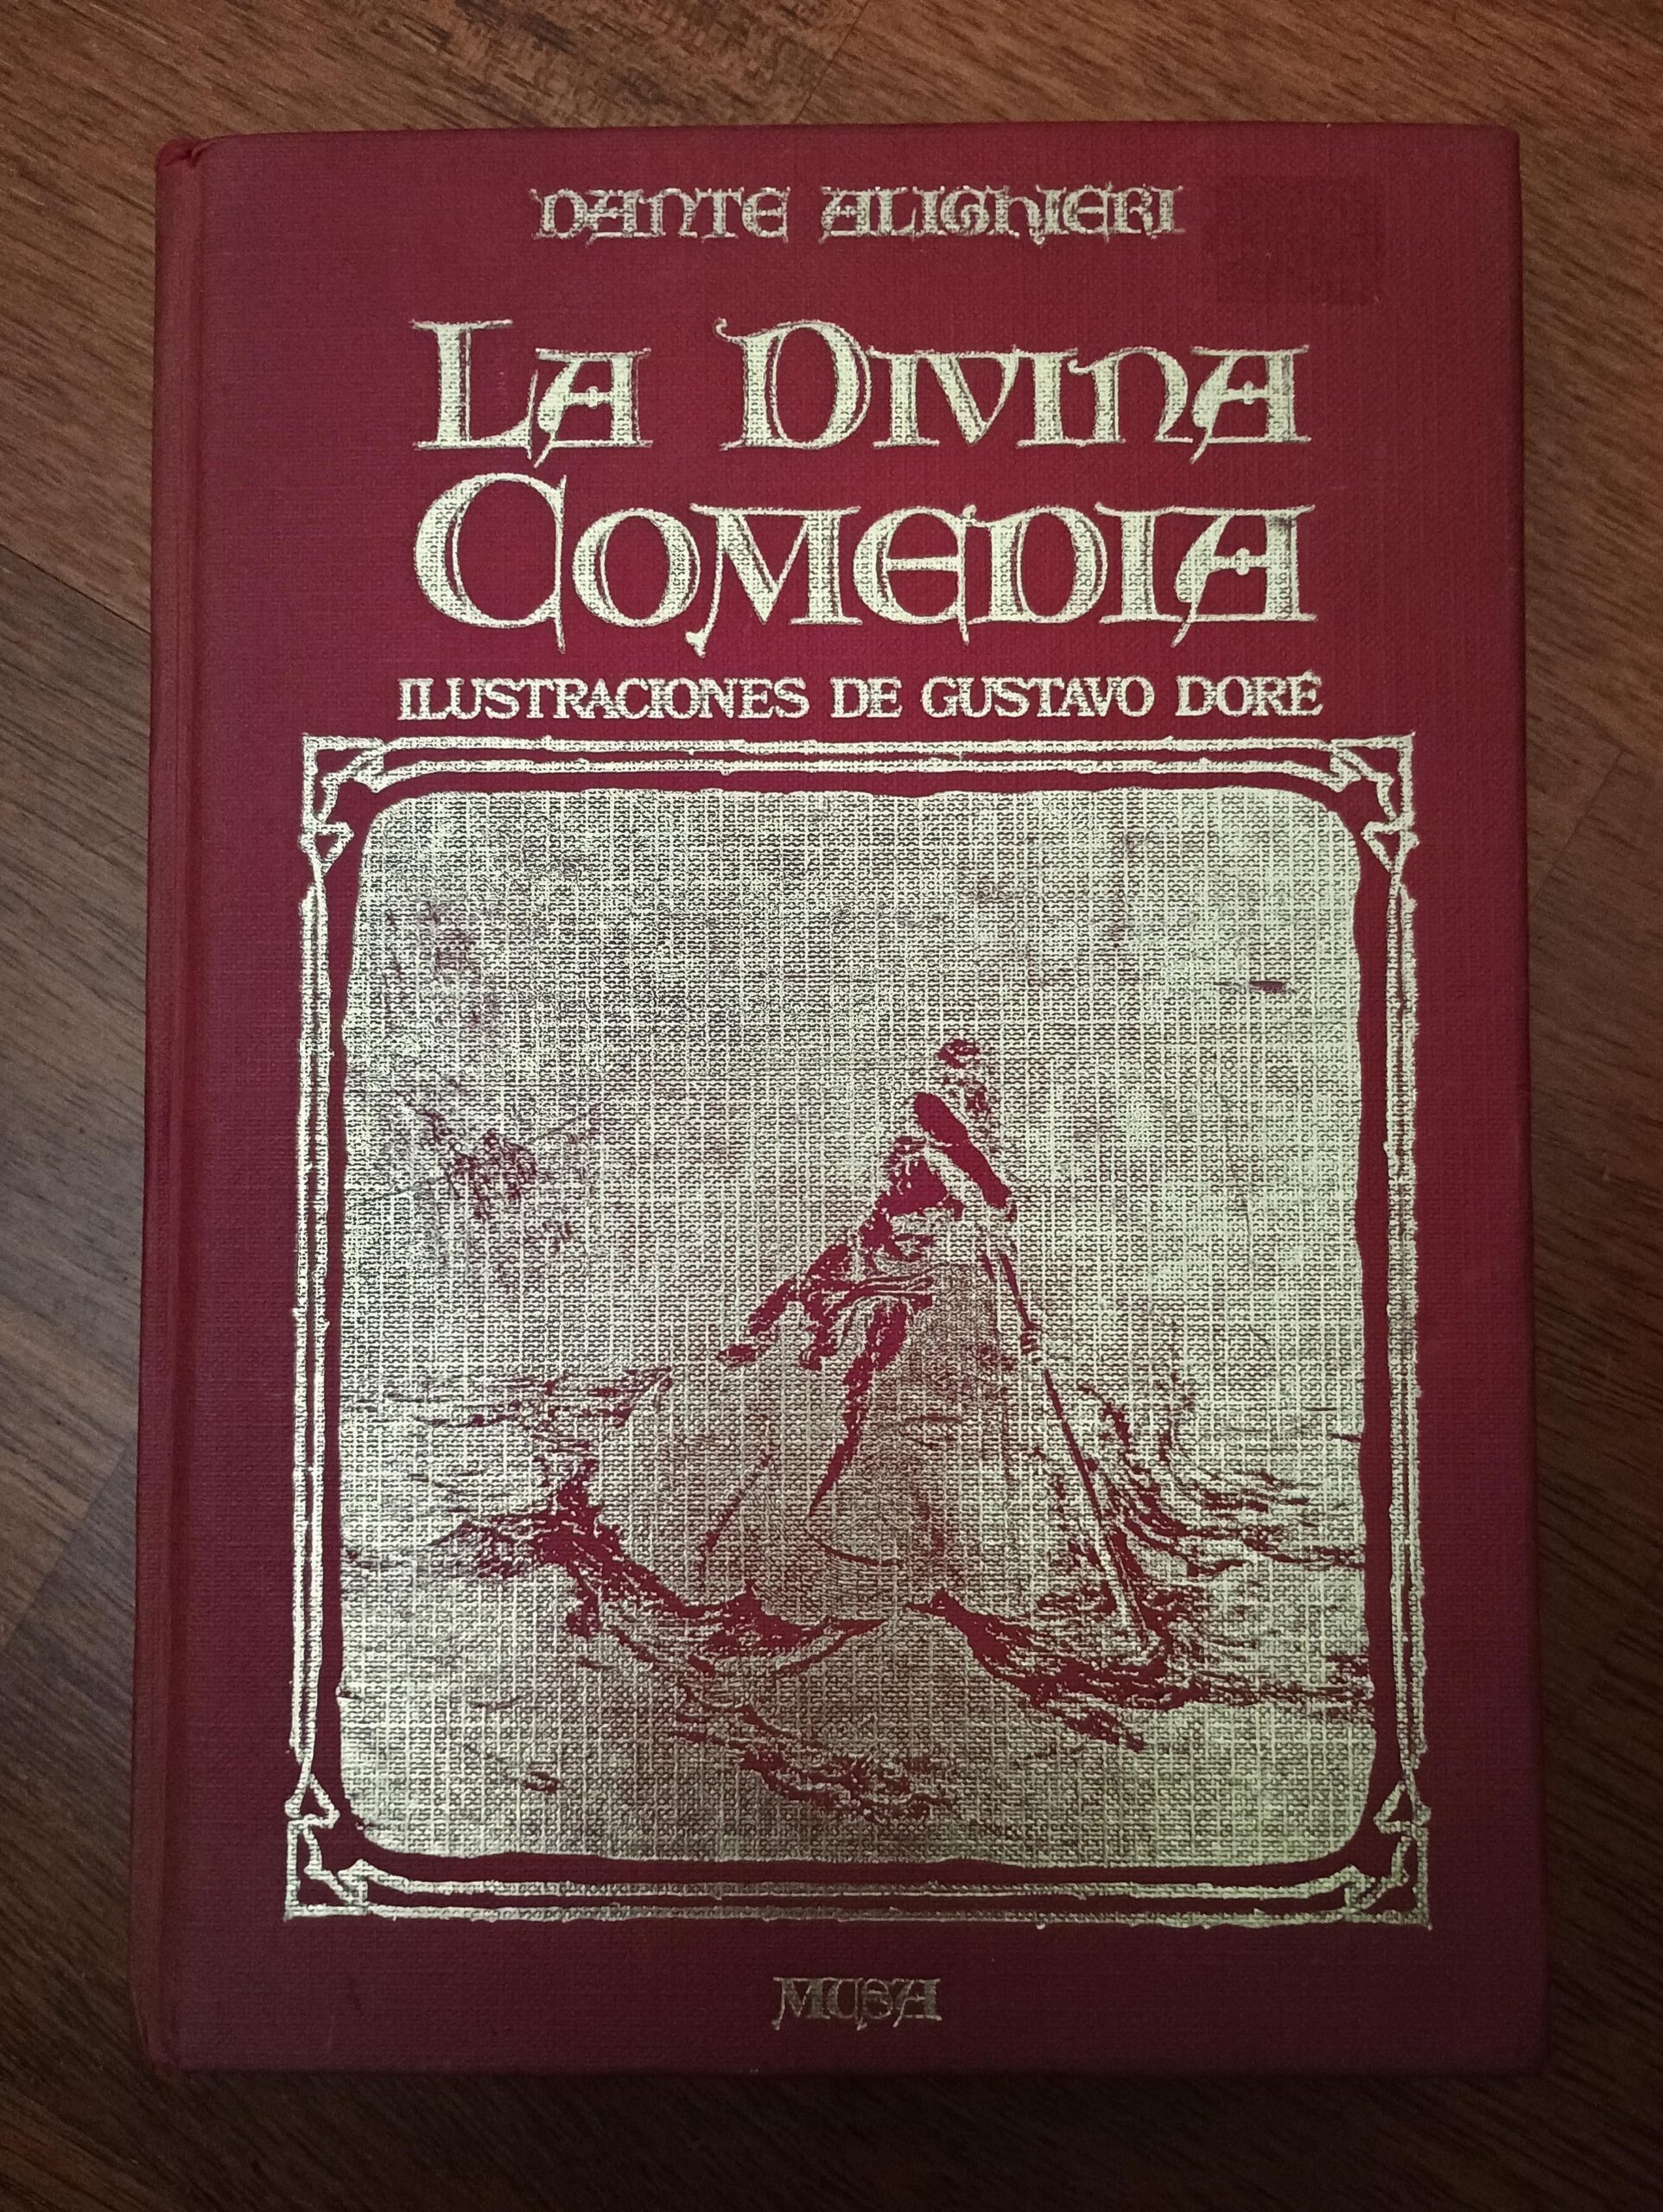 DANTE ALIGHIERI
LA DIVINA
COMEDIA
ILUSTRACIONES DE GUSTAVO DORÉ
MUSA